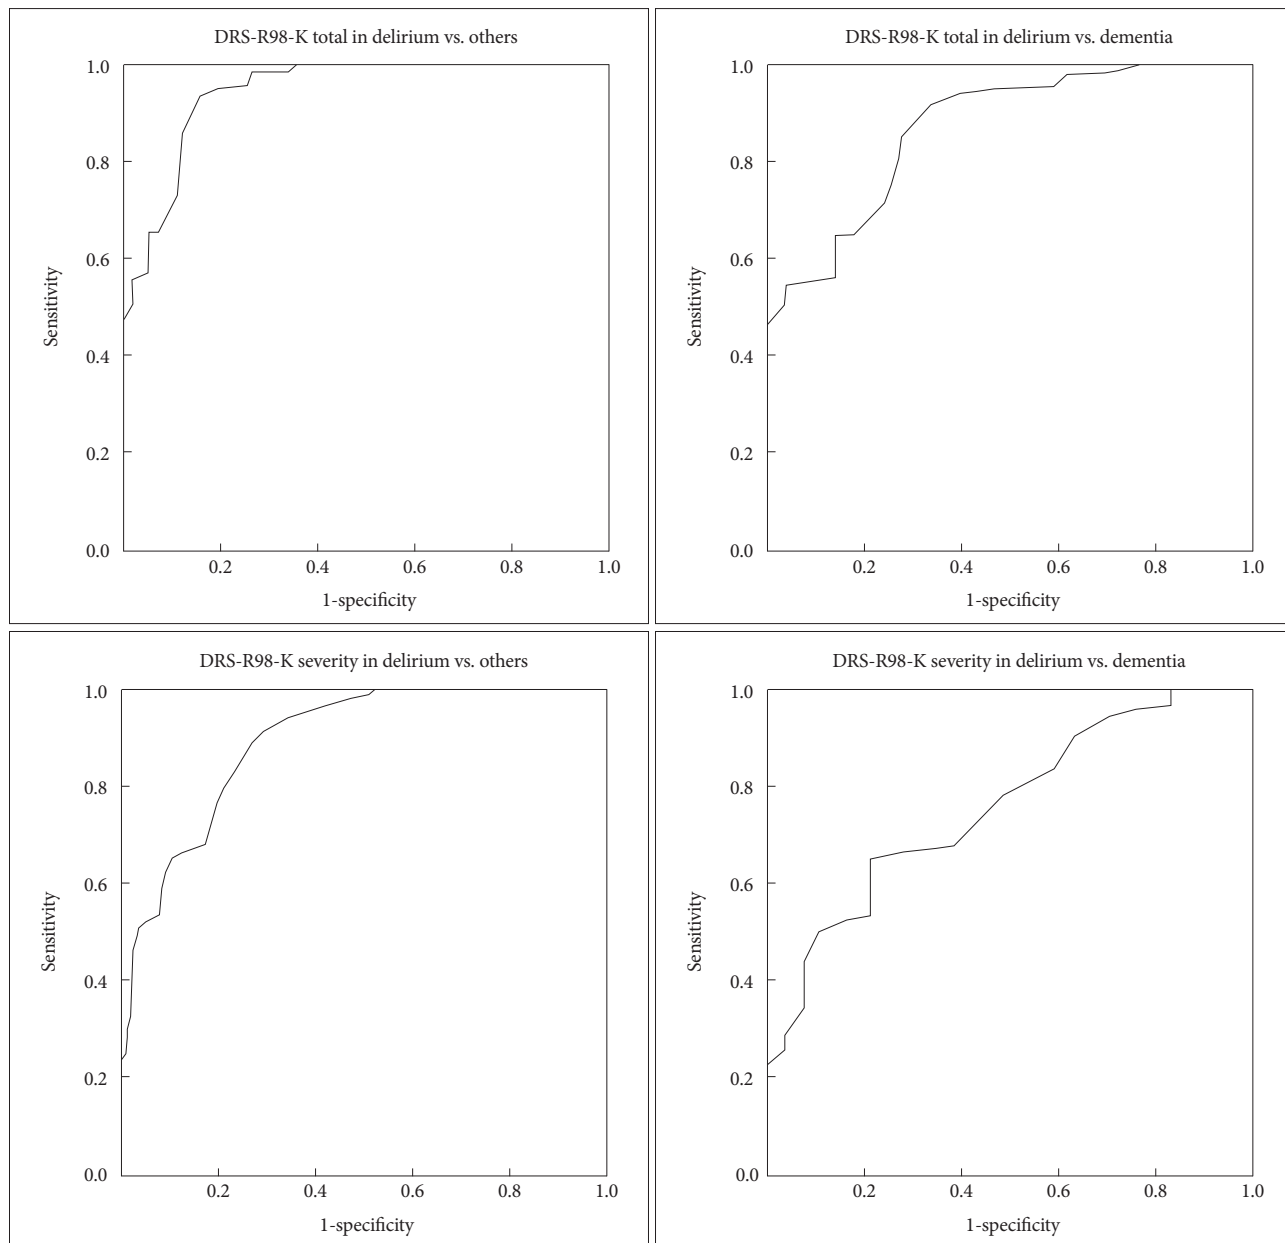 DRS-R98-K total in delirium vs. others
1.0
0.8
0.6
0.4
0.2
0.0
Sensitivity
0.2 0.4 0.6 0.8 1.0
1-specificity
DRS-R98-K total in delirium vs. dementia
1.0
0.8
0.6
0.4
0.2
0.0
Sensitivity
0.2 0.4 0.6 0.8 1.0
1-specificity
DRS-R98-K severity in delirium vs. others
1.0
0.8
0.6
0.4
0.2
0.0
Sensitivity
0.2 0.4 0.6 0.8 1.0
1-specificity
DRS-R98-K severity in delirium vs. dementia
1.0
0.8
0.6
0.4
0.2
0.0
Sensitivity
0.2 0.4 0.6 0.8 1.0
1-specificity